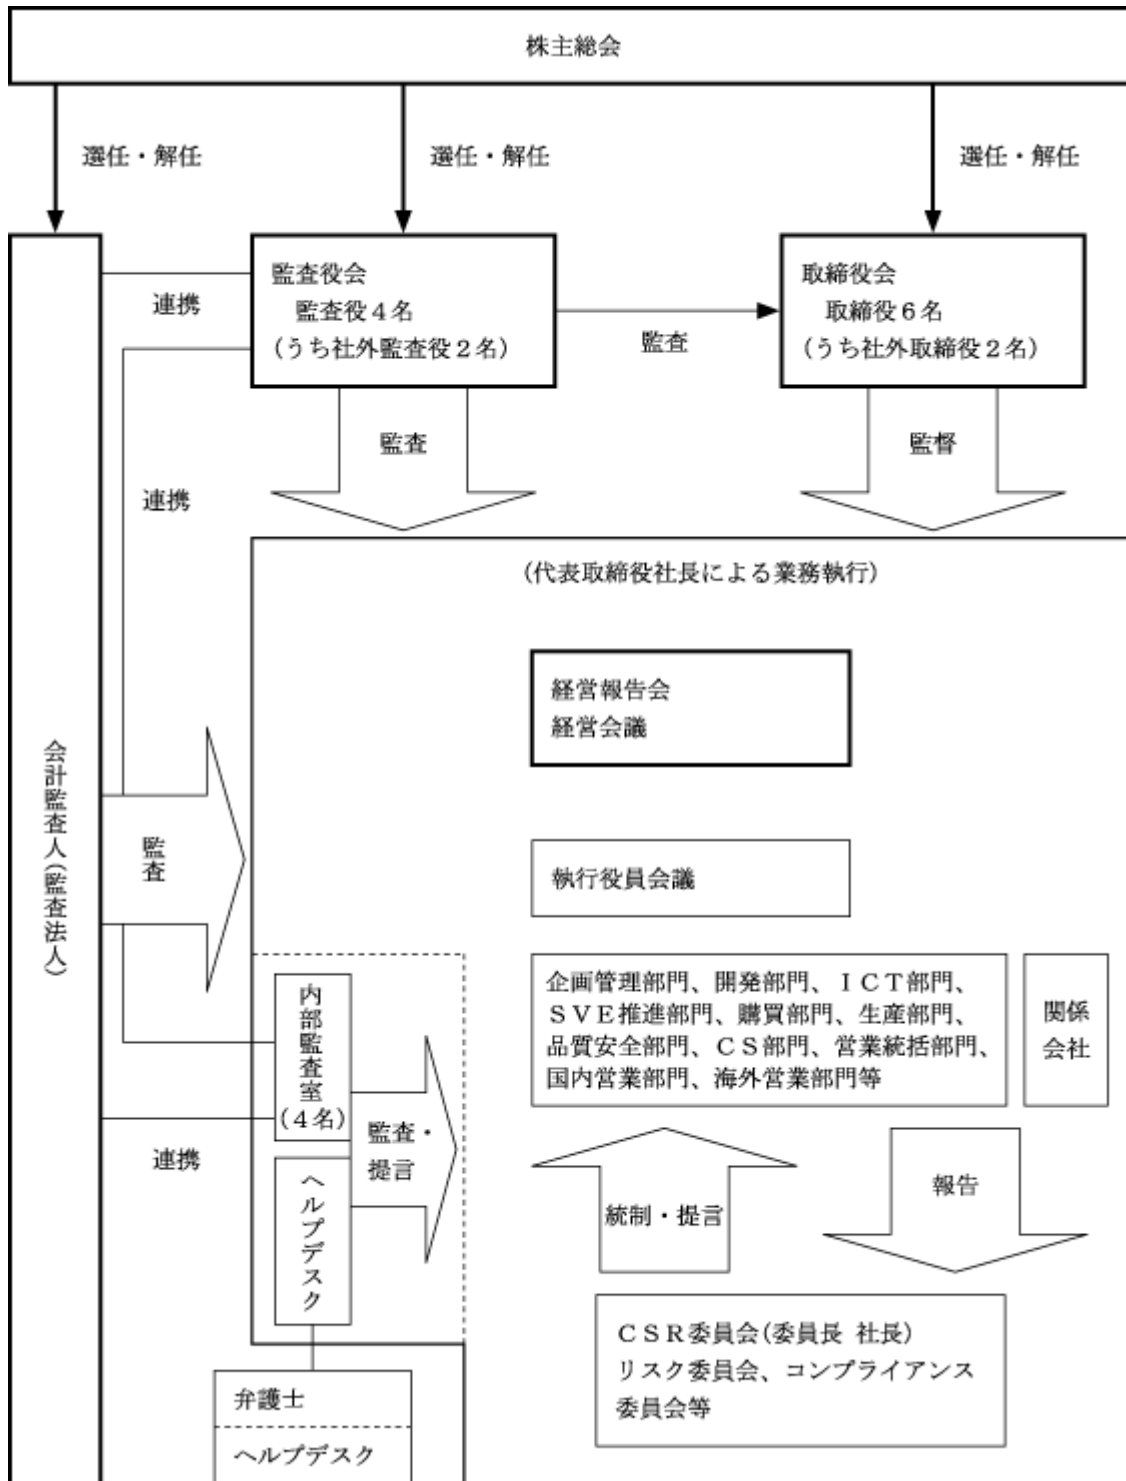 株主総会
選任・解任
選任・解任
選任・解任
監査役会
監査役４名
(うち社外監査役２名)
取締役会
取締役６名
(うち社外取締役２名)
連携
監査
監査
監督
連携
(代表取締役社長による業務執行)
経営報告会
経営会議
会計監査人(監査法人)
監査
執行役員会議
企画管理部門、開発部門、ＩＣＴ部門、
ＳＶＥ推進部門、購買部門、生産部門、
品質安全部門、ＣＳ部門、営業統括部門、
国内営業部門、海外営業部門等
関係
会社
内部監査室
(４名)
監査・
提言
連携
ヘルプデスク
統制・提言
報告
ＣＳＲ委員会(委員長 社長)
リスク委員会、コンプライアンス
委員会等
弁護士
ヘルプデスク